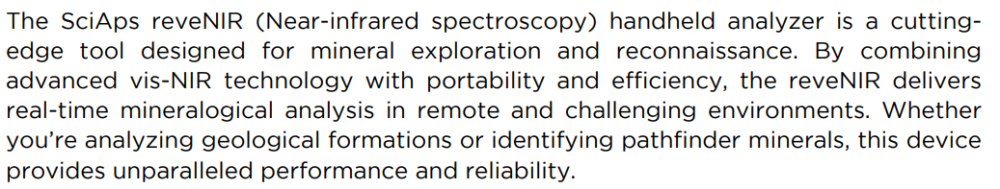 The SciAps reveNIR (Near-infrared spectroscopy) handheld analyzer is a cutting-
edge tool designed for mineral exploration and reconnaissance. By combining
advanced vis-NIR technology with portability and efficiency, the reveNIR delivers
real-time mineralogical analysis in remote and challenging environments. Whether
you’re analyzing geological formations or identifying pathfinder minerals, this device
provides unparalleled performance and reliability.